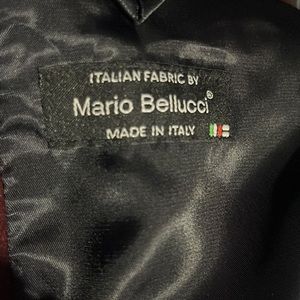 ITALIAN FABRIC BY
Mario Bellucci®
MADE IN ITALY